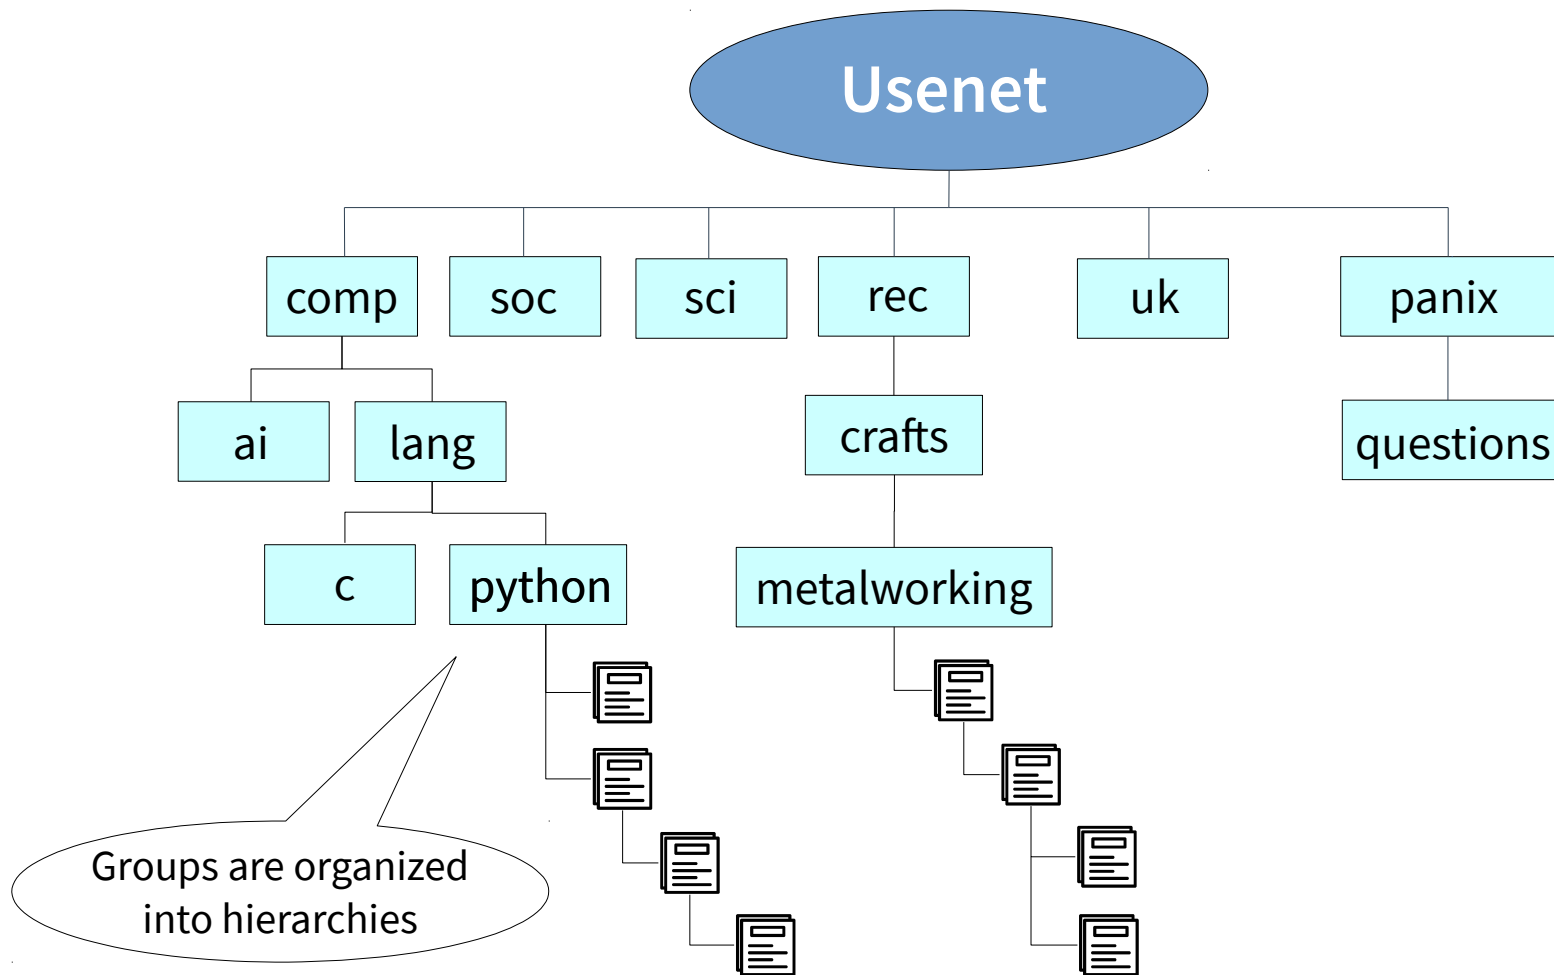 Usenet
comp
soc
sci
rec
uk
panix
ai
lang
crafts
questions
c
python
metalworking
Groups are organized
into hierarchies